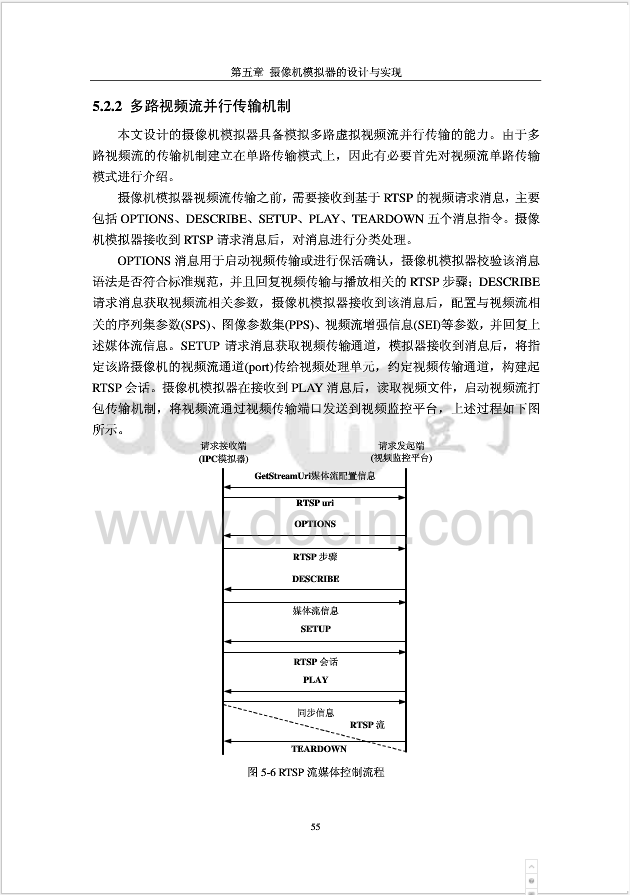 第五章 摄像机模拟器的设计与实现
5.2.2 多路视频流并行传输机制
本文设计的摄像机模拟器具备模拟多路虚拟视频流并行传输的能力。由于多
路视频流的传输机制建立在单路传输模式上，因此有必要首先对视频流单路传输
模式进行介绍。
摄像机模拟器视频流传输之前，需要接收到基于 RTSP 的视频请求消息，主要
包括 OPTIONS、DESCRIBE、SETUP、PLAY、TEARDOWN 五个消息指令。摄像
机模拟器接收到 RTSP 请求消息后，对消息进行分类处理。
OPTIONS 消息用于启动视频传输或进行保活确认，摄像机模拟器校验该消息
语法是否符合标准规范，并且回复视频传输与播放相关的 RTSP 步骤；DESCRIBE
请求消息获取视频流相关参数，摄像机模拟器接收到该消息后，配置与视频流相
关的序列集参数(SPS)、图像参数集(PPS)、视频流增强信息(SEI)等参数，并回复上
述媒体流信息。SETUP 请求消息获取视频传输通道，模拟器接收到消息后，将指
定该路摄像机的视频流通道(port)传给视频处理单元，约定视频传输通道，构建起
RTSP 会话。摄像机模拟器在接收到 PLAY 消息后，读取视频文件，启动视频流打
包传输机制，将视频流通过视频传输端口发送到视频监控平台，上述过程如下图
所示。
docin 豆丁
www.docin.com
请求接收端
(IPC模拟器)
请求发起端
(视频监控平台)
GetStreamUri媒体流配置信息
RTSP uri
OPTIONS
RTSP 步骤
DESCRIBE
媒体流信息
SETUP
RTSP 会话
PLAY
同步信息
RTSP 流
TEARDOWN
图 5-6 RTSP 流媒体控制流程
55